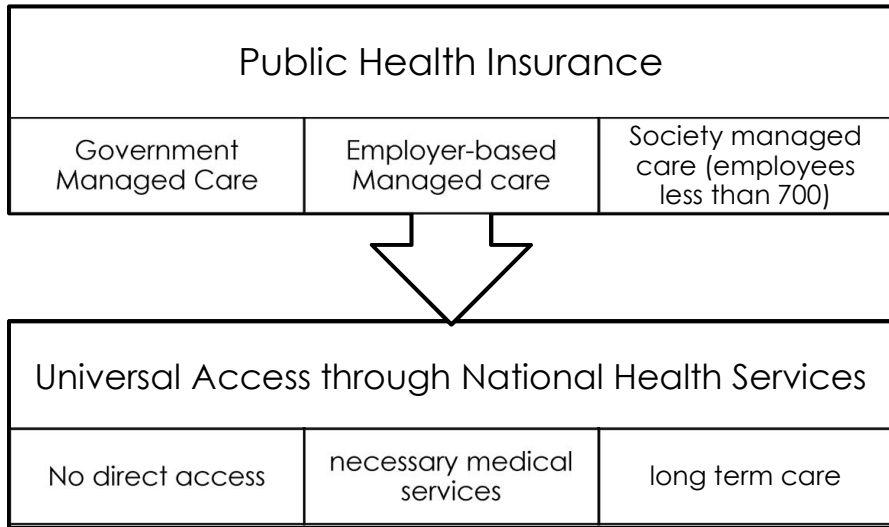 Public Health Insurance
Government
Managed Care
Employer-based
Managed care
Society managed
care (employees
less than 700)
Universal Access through National Health Services
No direct access
necessary medical
services
long term care